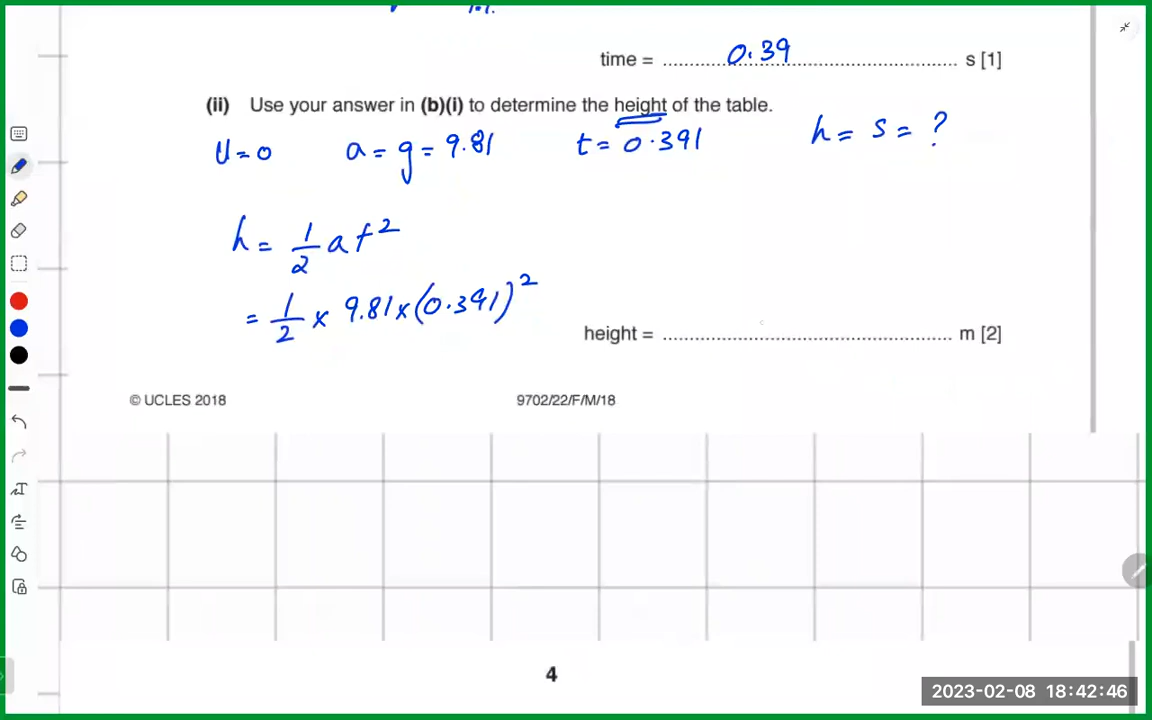 time = 0.39 s [1]
(ii) Use your answer in (b)(i) to determine the height of the table.
U=0 a = g = 9.81 t = 0.391 h = s = ?
h = 1/2 a t²
= 1/2 × 9.81 × (0.391)²
height = m [2]
© UCLES 2018 9702/22/F/M/18
4
2023-02-08 18:42:46